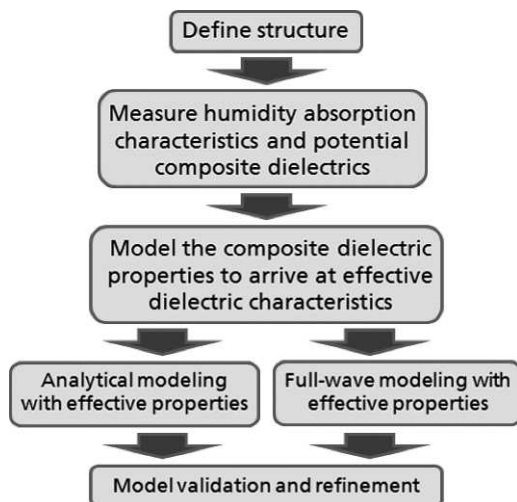 Define structure
Measure humidity absorption
characteristics and potential
composite dielectrics
Model the composite dielectric
properties to arrive at effective
dielectric characteristics
Analytical modeling
with effective properties
Full-wave modeling with
effective properties
Model validation and refinement